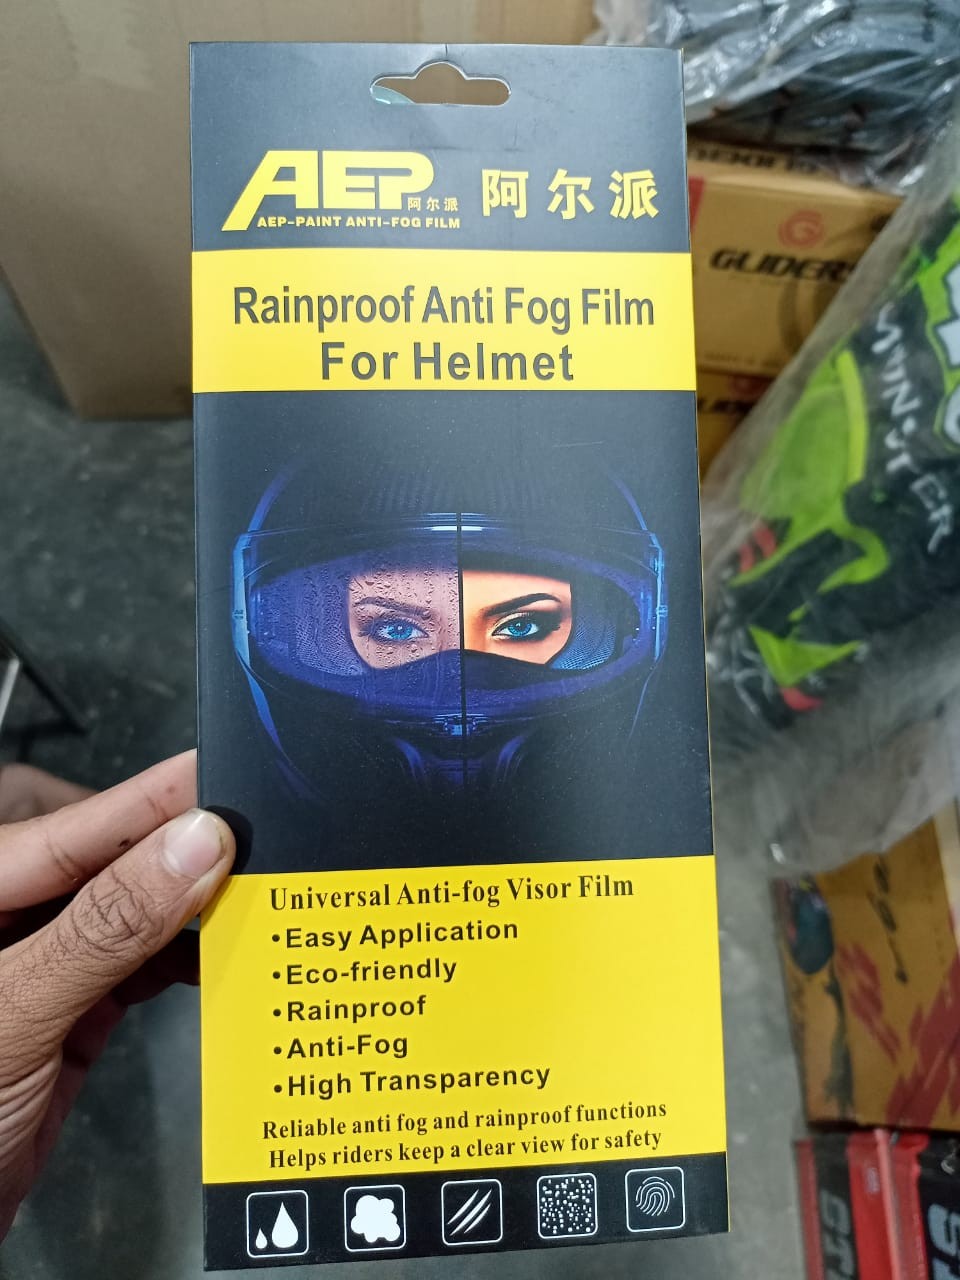 AEP 阿尔派
AEP-PAINT ANTI-FOG FILM
阿尔派
Rainproof Anti Fog Film
For Helmet
Universal Anti-fog Visor Film
•Easy Application
•Eco-friendly
•Rainproof
•Anti-Fog
•High Transparency
Reliable anti fog and rainproof functions
Helps riders keep a clear view for safety
GLIDERS